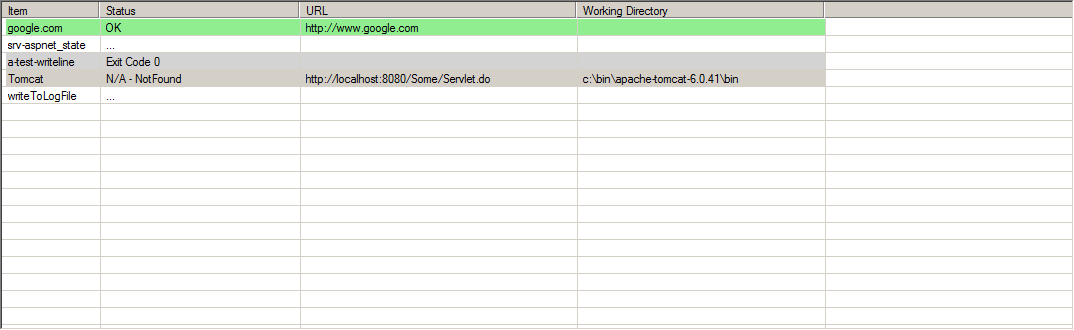 Item Status URL Working Directory
google.com OK http://www.google.com
srv-aspnet_state ...
a-test-writeline Exit Code 0
Tomcat N/A - NotFound http://localhost:8080/Some/Servlet.do c:\bin\apache-tomcat-6.0.41\bin
writeToLogFile ...